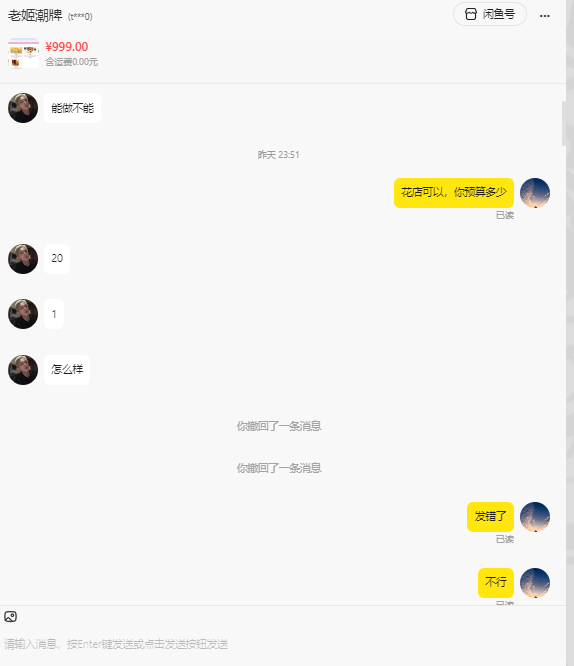 老姬潮牌 (t***0)
闲鱼号
...
¥999.00
含运费0.00元
能做不能
昨天 23:51
花店可以，你预算多少
已读
20
1
怎么样
你撤回了一条消息
你撤回了一条消息
发错了
已读
不行
已读
请输入消息，按Enter键发送或点击发送按钮发送